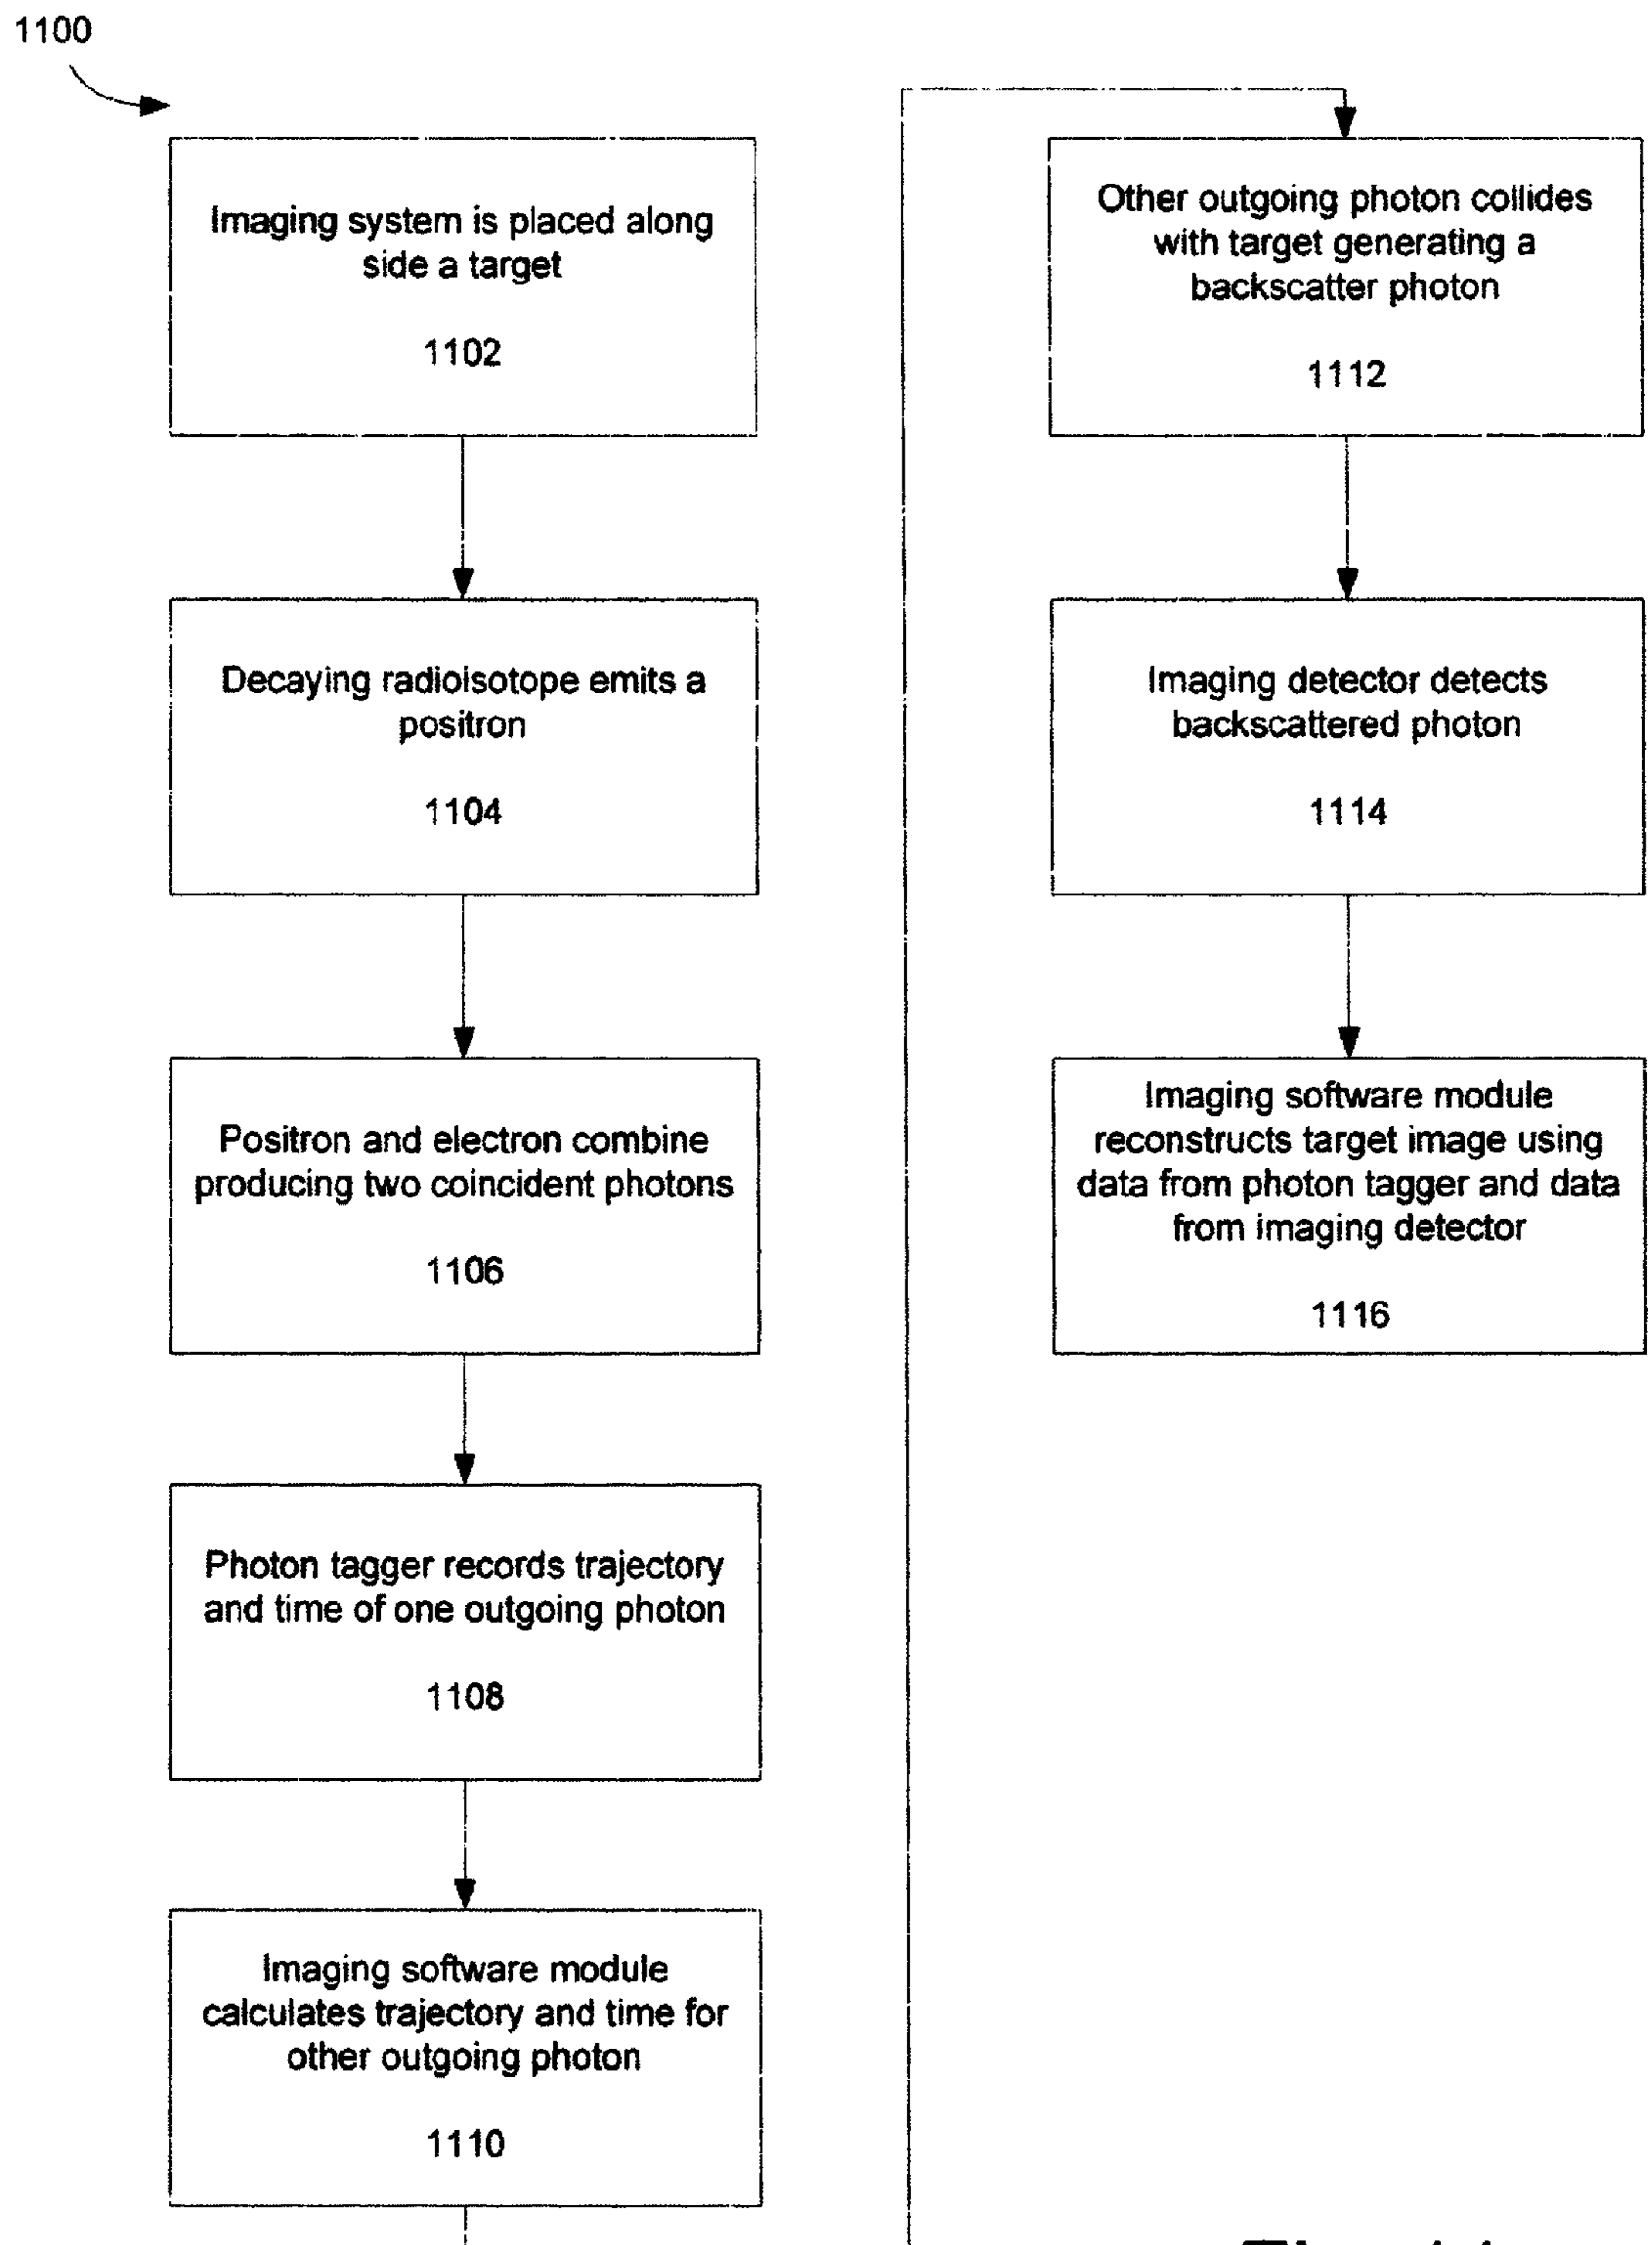 1100
Imaging system is placed along
side a target
1102
Decaying radioisotope emits a
positron
1104
Positron and electron combine
producing two coincident photons
1106
Photon tagger records trajectory
and time of one outgoing photon
1108
Imaging software module
calculates trajectory and time for
other outgoing photon
1110
Other outgoing photon collides
with target generating a
backscatter photon
1112
Imaging detector detects
backscattered photon
1114
Imaging software module
reconstructs target image using
data from photon tagger and data
from imaging detector
1116